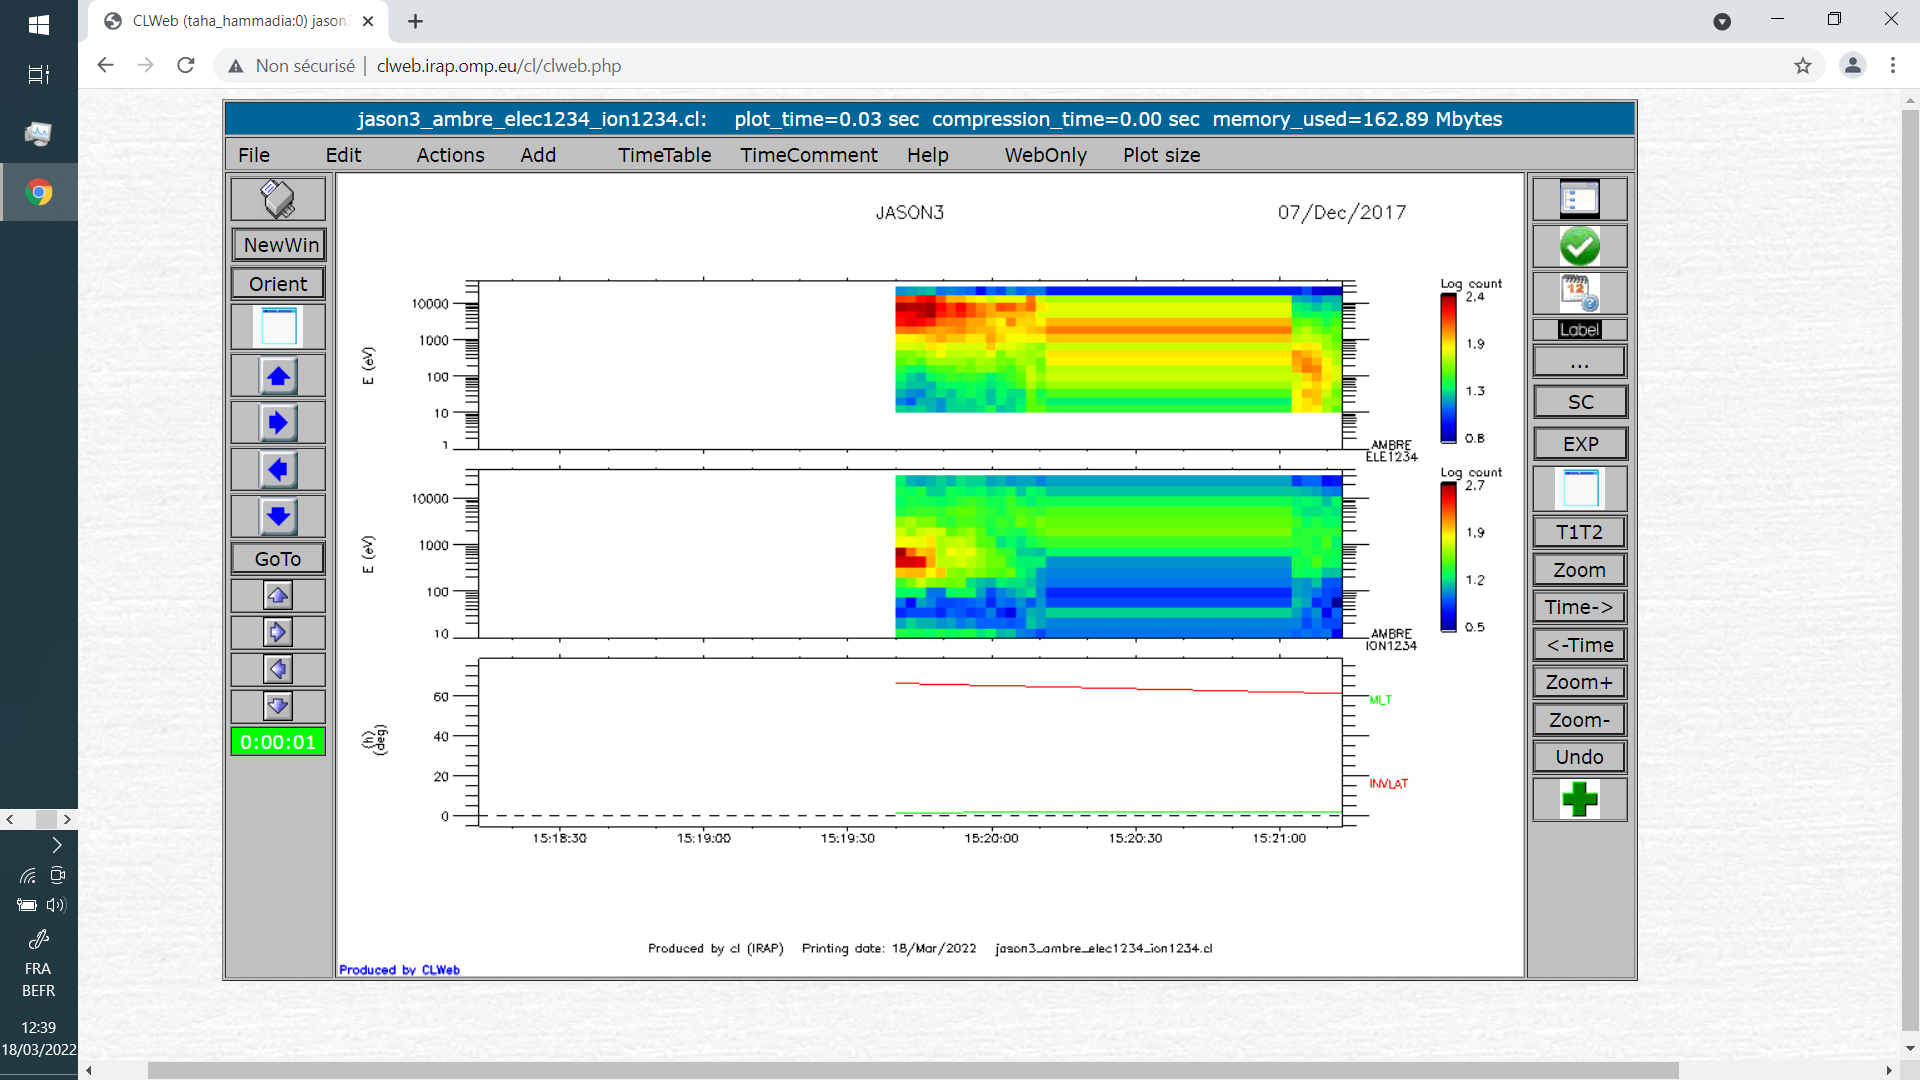 CLWeb (taha_hammadia:0) jason3
Non sécurisé | clweb.irap.omp.eu/cl/clweb.php
jason3_ambre_elec1234_ion1234.cl: plot_time=0.03 sec compression_time=0.00 sec memory_used=162.89 Mbytes
File Edit Actions Add TimeTable TimeComment Help WebOnly Plot size
NewWin
Orient
GoTo
0:00:01
JASON3 07/Dec/2017
10000
1000
100
10
1
E (eV)
Log count
2.4
1.9
1.3
0.8
AMBRE
ELE1234
10000
1000
100
10
E (eV)
Log count
2.7
1.9
1.2
0.5
AMBRE
ION1234
60
40
20
0
(h)
(deg)
MLT
INVLAT
15:18:30 15:19:00 15:19:30 15:20:00 15:20:30 15:21:00
Produced by cl (IRAP) Printing date: 18/Mar/2022 jason3_ambre_elec1234_ion1234.cl
Produced by CLWeb
12
Label
...
SC
EXP
T1T2
Zoom
Time->
<-Time
Zoom+
Zoom-
Undo
FRA
BEFR
12:39
18/03/2022